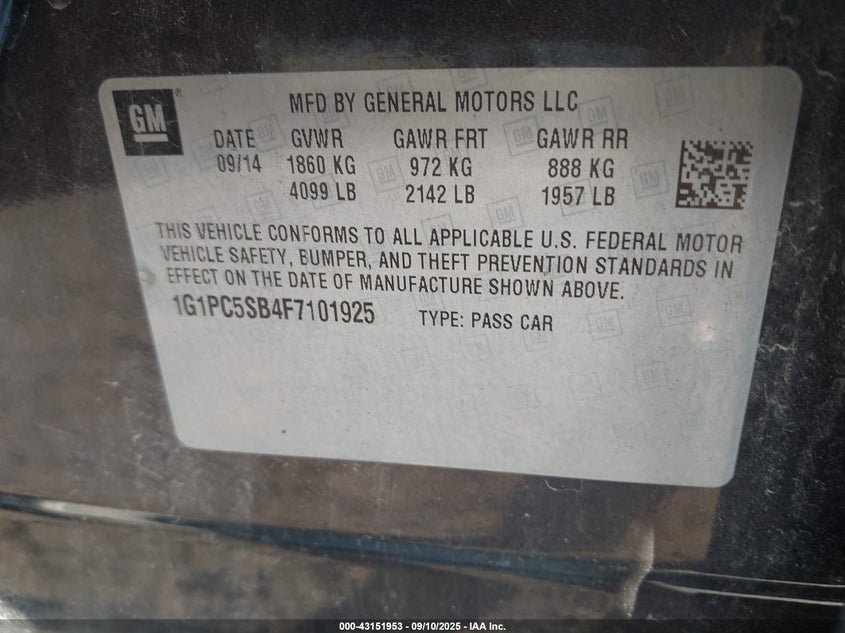 GM
MFD BY GENERAL MOTORS LLC
DATE GVWR GAWR FRT GAWR RR
09/14 1860 KG 972 KG 888 KG
4099 LB 2142 LB 1957 LB
THIS VEHICLE CONFORMS TO ALL APPLICABLE U.S. FEDERAL MOTOR
VEHICLE SAFETY, BUMPER, AND THEFT PREVENTION STANDARDS IN
EFFECT ON THE DATE OF MANUFACTURE SHOWN ABOVE.
1G1PC5SB4F7101925 TYPE: PASS CAR
000-43151953 - 09/10/2025 - IAA Inc.